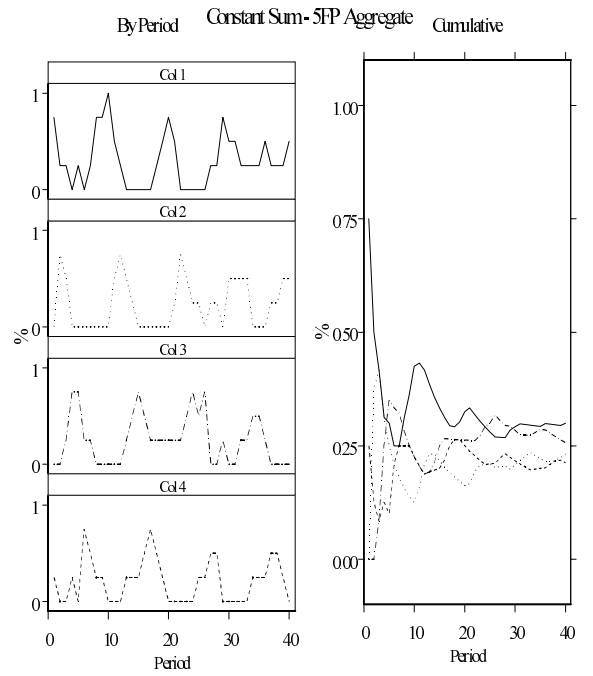 Constant Sum - 5FP Aggregate
By Period
Cumulative
Col 1
1
0
Col 2
1
0
Col 3
1
0
Col 4
1
0
%
0 10 20 30 40
Period
1.00
0.75
0.50
0.25
0.00
%
0 10 20 30 40
Period